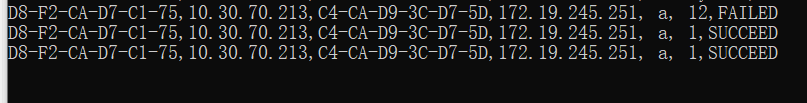 D8-F2-CA-D7-C1-75,10.30.70.213,C4-CA-D9-3C-D7-5D,172.19.245.251, a, 12,FAILED
D8-F2-CA-D7-C1-75,10.30.70.213,C4-CA-D9-3C-D7-5D,172.19.245.251, a, 1,SUCCEED
D8-F2-CA-D7-C1-75,10.30.70.213,C4-CA-D9-3C-D7-5D,172.19.245.251, a, 1,SUCCEED